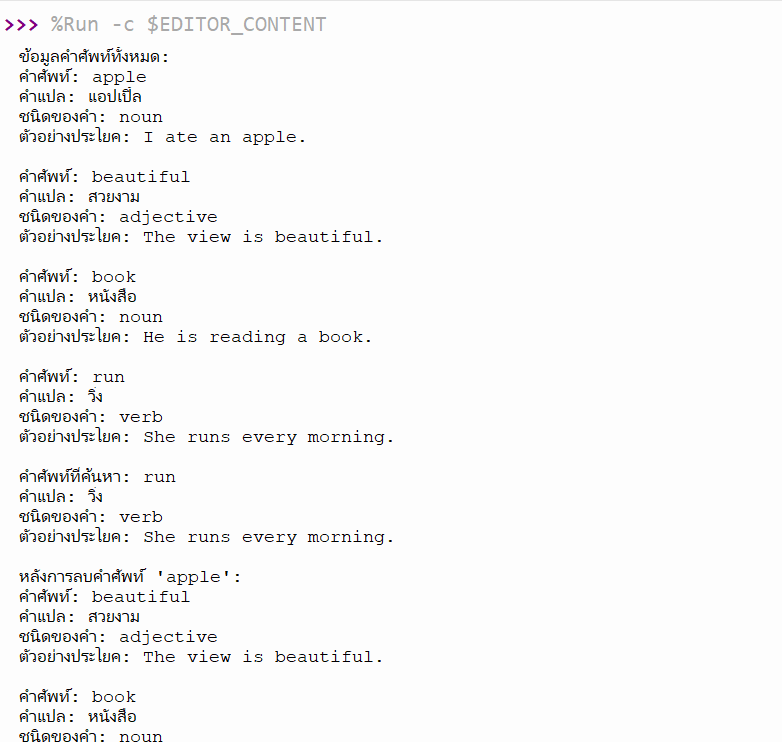 >>> %Run -c $EDITOR_CONTENT
ข้อมูลคำศัพท์ทั้งหมด:
คำศัพท์: apple
คำแปล: แอปเปิ้ล
ชนิดของคำ: noun
ตัวอย่างประโยค: I ate an apple.
คำศัพท์: beautiful
คำแปล: สวยงาม
ชนิดของคำ: adjective
ตัวอย่างประโยค: The view is beautiful.
คำศัพท์: book
คำแปล: หนังสือ
ชนิดของคำ: noun
ตัวอย่างประโยค: He is reading a book.
คำศัพท์: run
คำแปล: วิ่ง
ชนิดของคำ: verb
ตัวอย่างประโยค: She runs every morning.
คำศัพท์ที่ค้นหา: run
คำแปล: วิ่ง
ชนิดของคำ: verb
ตัวอย่างประโยค: She runs every morning.
หลังการลบคำศัพท์ 'apple':
คำศัพท์: beautiful
คำแปล: สวยงาม
ชนิดของคำ: adjective
ตัวอย่างประโยค: The view is beautiful.
คำศัพท์: book
คำแปล: หนังสือ
ชนิดของคำ: noun